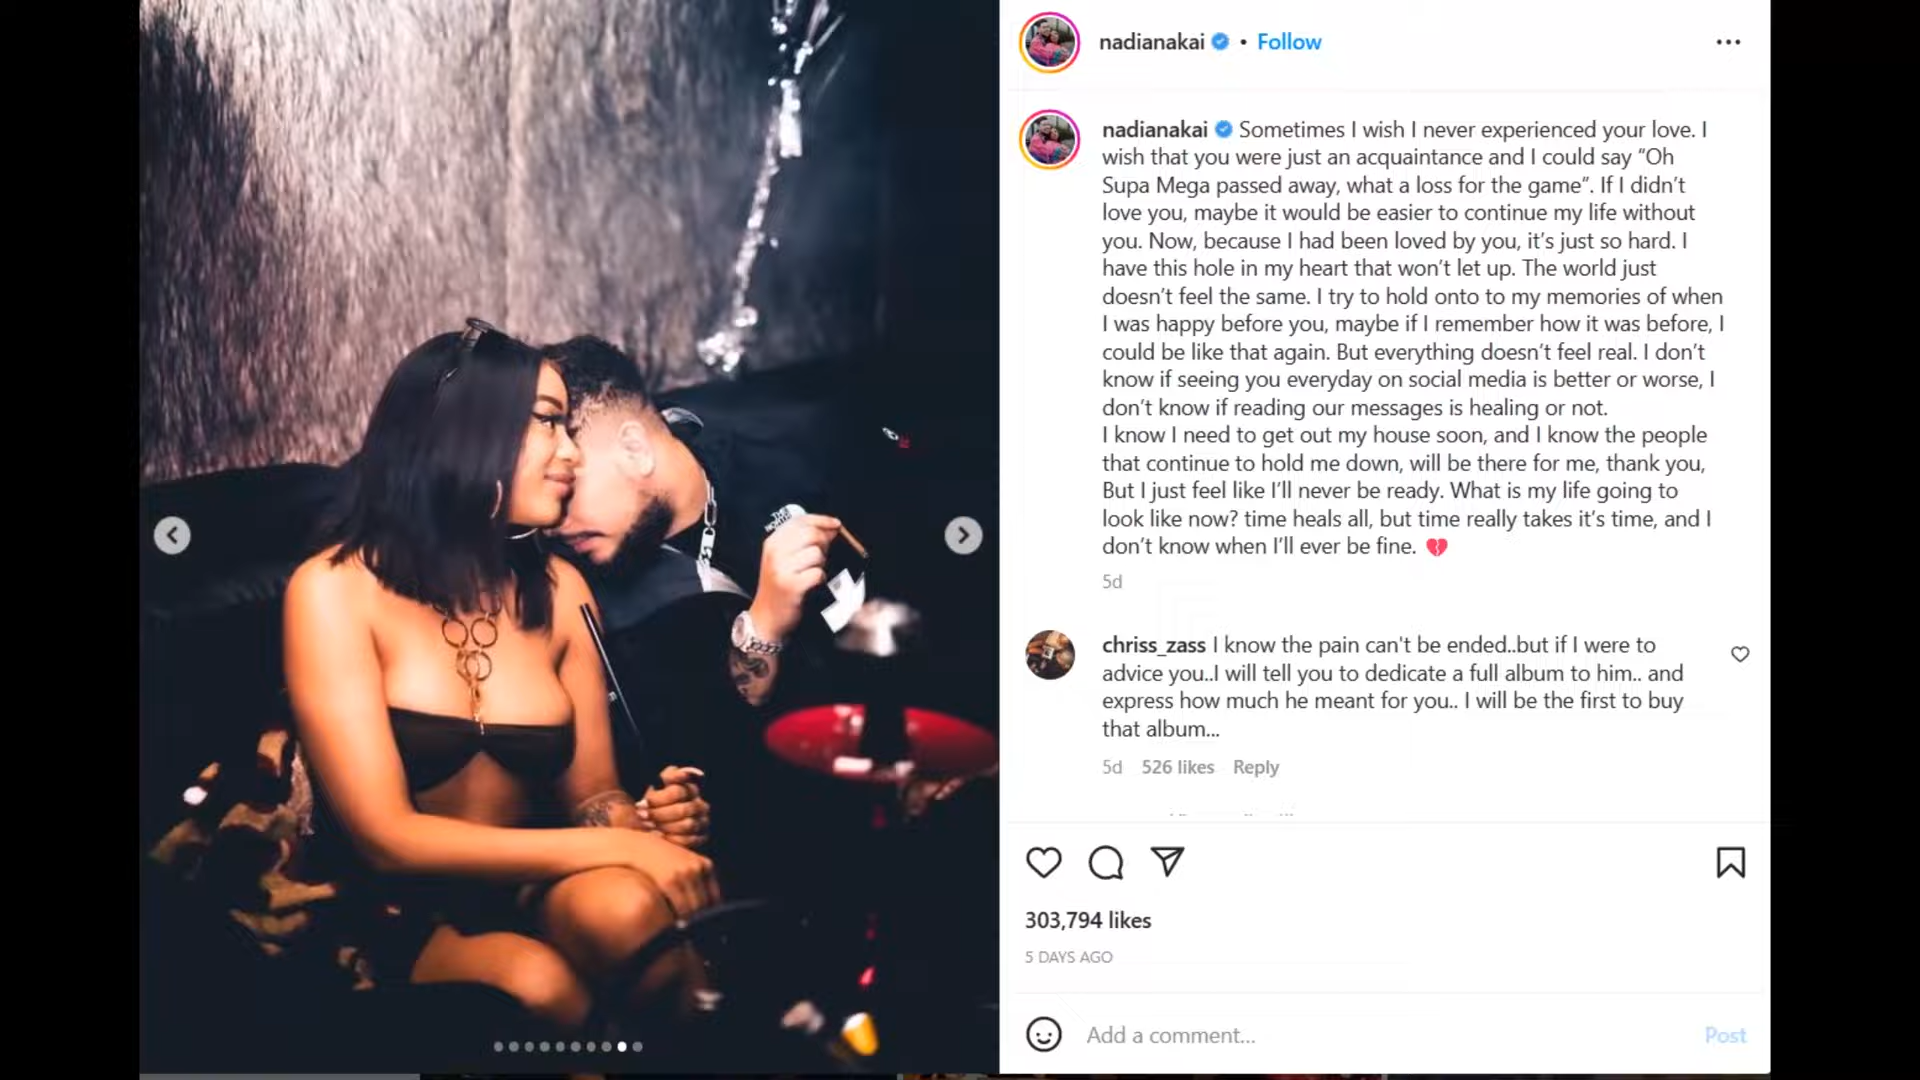 nadianakai • Follow
nadianakai Sometimes I wish I never experienced your love. I
wish that you were just an acquaintance and I could say “Oh
Supa Mega passed away, what a loss for the game”. If I didn’t
love you, maybe it would be easier to continue my life without
you. Now, because I had been loved by you, it’s just so hard. I
have this hole in my heart that won’t let up. The world just
doesn’t feel the same. I try to hold onto to my memories of when
I was happy before you, maybe if I remember how it was before, I
could be like that again. But everything doesn’t feel real. I don’t
know if seeing you everyday on social media is better or worse, I
don’t know if reading our messages is healing or not.
I know I need to get out my house soon, and I know the people
that continue to hold me down, will be there for me, thank you,
But I just feel like I’ll never be ready. What is my life going to
look like now? time heals all, but time really takes it’s time, and I
don’t know when I’ll ever be fine. 💔
5d
chriss_zass I know the pain can't be ended..but if I were to
advice you..I will tell you to dedicate a full album to him.. and
express how much he meant for you.. I will be the first to buy
that album...
5d 526 likes Reply
303,794 likes
5 DAYS AGO
Add a comment... Post
THE
NORTH